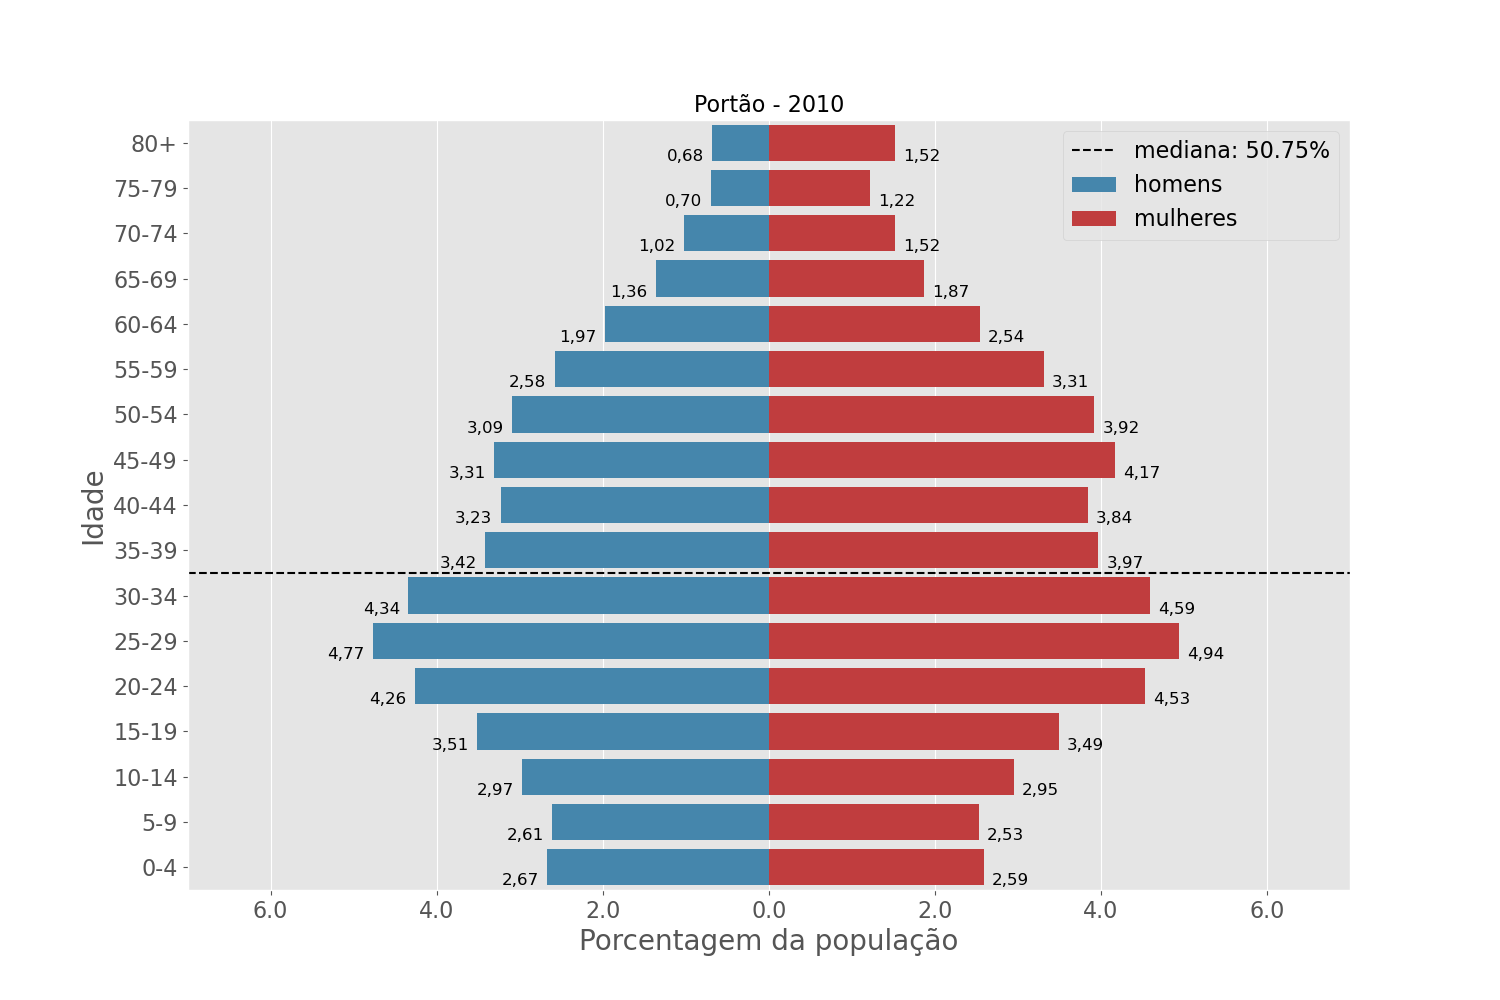 Portão - 2010
mediana: 50.75%
homens
mulheres
Idade
80+ 0,68 1,52
75-79 0,70 1,22
70-74 1,02 1,52
65-69 1,36 1,87
60-64 1,97 2,54
55-59 2,58 3,31
50-54 3,09 3,92
45-49 3,31 4,17
40-44 3,23 3,84
35-39 3,42 3,97
30-34 4,34 4,59
25-29 4,77 4,94
20-24 4,26 4,53
15-19 3,51 3,49
10-14 2,97 2,95
5-9 2,61 2,53
0-4 2,67 2,59
6.0 4.0 2.0 0.0 2.0 4.0 6.0
Porcentagem da população